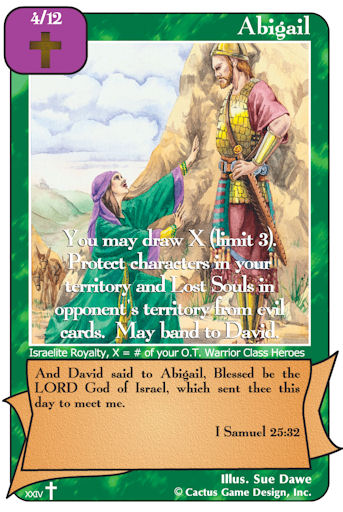 4/12
Abigail
You may draw X (limit 3).
Protect characters in your
territory and Lost Souls in
opponent's territory from evil
cards. May band to David.
Israelite Royalty, X = # of your O.T. Warrior Class Heroes
And David said to Abigail, Blessed be the
LORD God of Israel, which sent thee this
day to meet me.
I Samuel 25:32
XXIV
Illus. Sue Dawe
© Cactus Game Design, Inc.